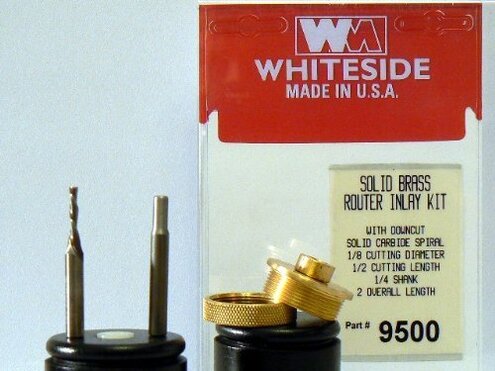 WHITESIDE
MADE IN U.S.A.
SOLID BRASS
ROUTER INLAY KIT
WITH DOWNCUT
SOLID CARBIDE SPIRAL
1/8 CUTTING DIAMETER
1/2 CUTTING LENGTH
1/4 SHANK
2 OVERALL LENGTH
Part # 9500